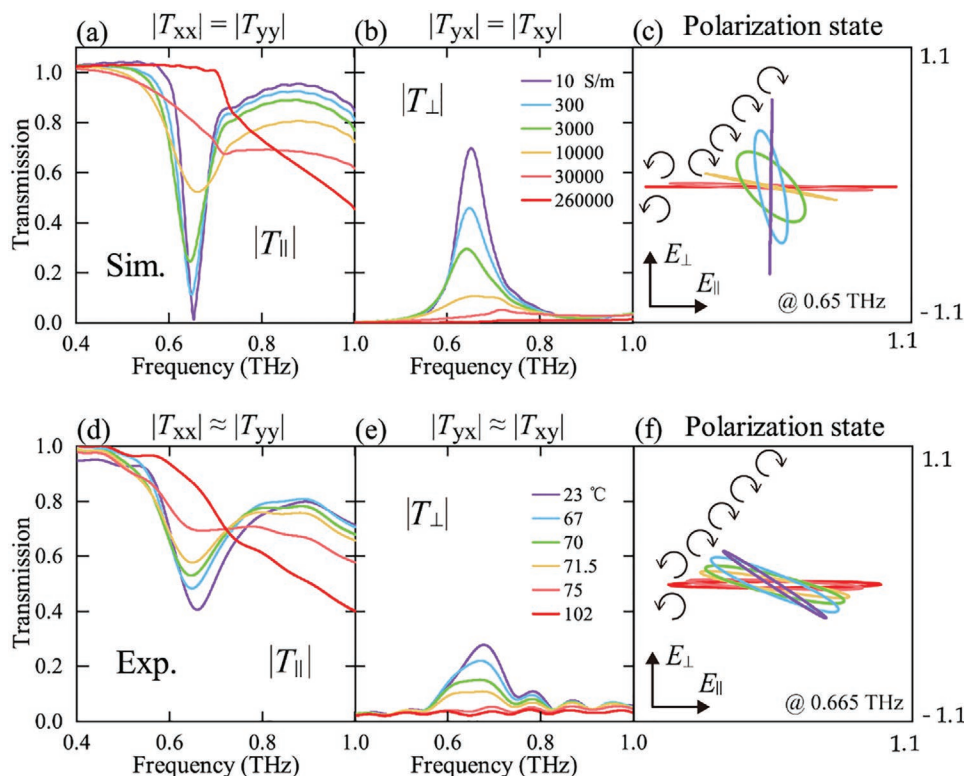 (a) |Txx| = |Tyy| (b) |Tyx| = |Txy| (c) Polarization state
Transmission
1.0
0.8
0.6
0.4
0.2
0.0
Sim.
|T∥|
0.4 0.6 0.8 1.0
Frequency (THz)
|T⊥|
10 S/m
300
3000
10000
30000
260000
0.4 0.6 0.8 1.0
Frequency (THz)
1.1
E⊥
E∥
@ 0.65 THz
- 1.1
1.1
(d) |Txx| ≈ |Tyy| (e) |Tyx| ≈ |Txy| (f) Polarization state
Transmission
1.0
0.8
0.6
0.4
0.2
0.0
Exp.
|T∥|
0.4 0.6 0.8 1.0
Frequency (THz)
|T⊥|
23 ℃
67
70
71.5
75
102
0.4 0.6 0.8 1.0
Frequency (THz)
1.1
E⊥
E∥
@ 0.665 THz
- 1.1
1.1